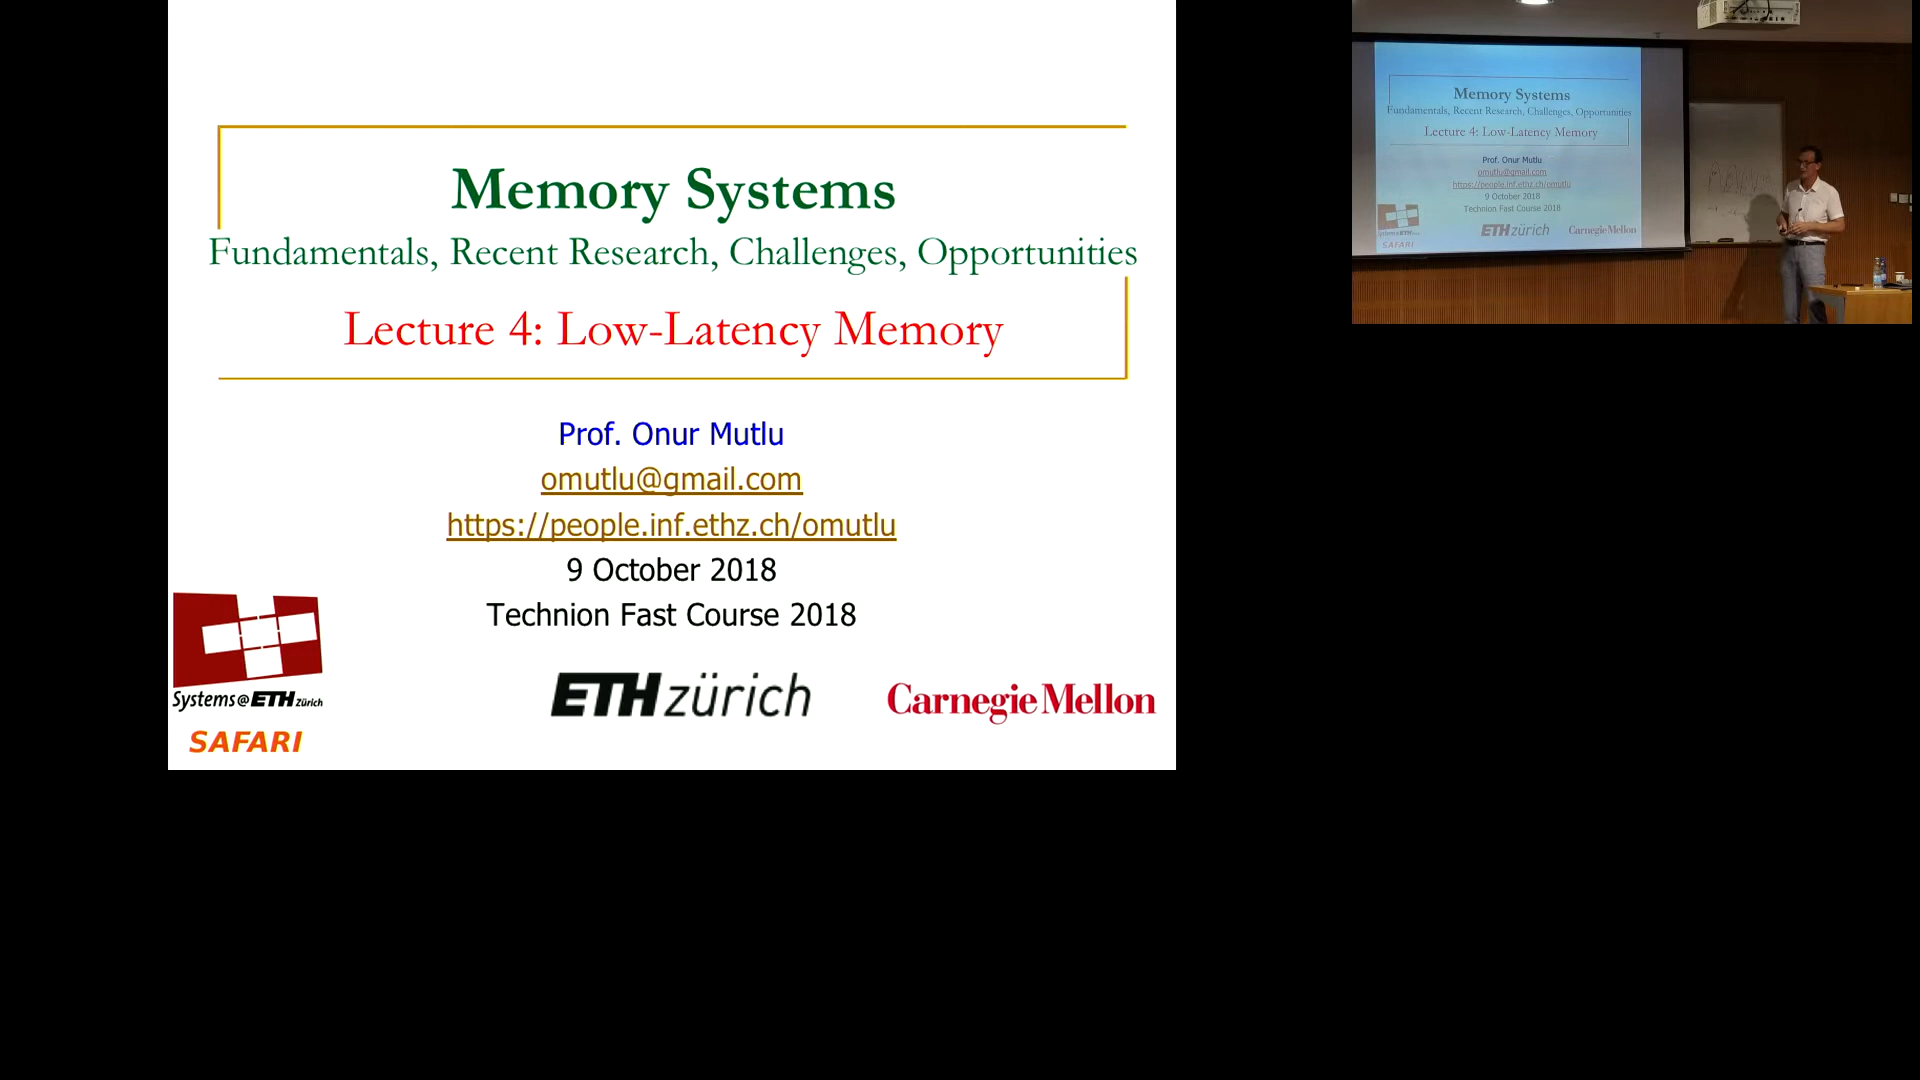 Memory Systems
Fundamentals, Recent Research, Challenges, Opportunities
Lecture 4: Low-Latency Memory
Prof. Onur Mutlu
omutlu@gmail.com
https://people.inf.ethz.ch/omutlu
9 October 2018
Technion Fast Course 2018
Systems@ETH Zürich
SAFARI
ETH zürich
Carnegie Mellon
Memory Systems
Fundamentals, Recent Research, Challenges, Opportunities
Lecture 4: Low-Latency Memory
Prof. Onur Mutlu
omutlu@gmail.com
https://people.inf.ethz.ch/omutlu
9 October 2018
Technion Fast Course 2018
SAFARI
ETH zürich
Carnegie Mellon